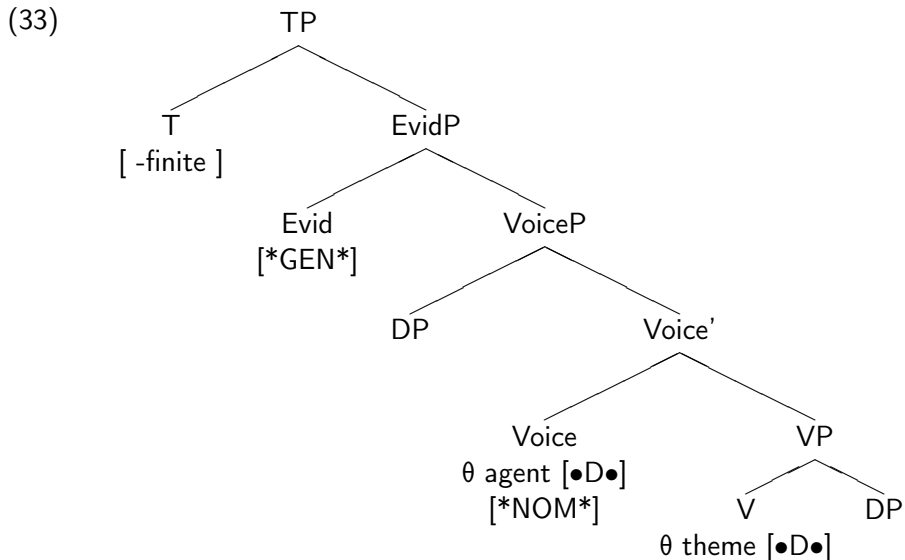 (33) TP
T EvidP
[ -finite ]
Evid VoiceP
[*GEN*]
DP Voice'
Voice VP
θ agent [•D•]
[*NOM*] V DP
θ theme [•D•]